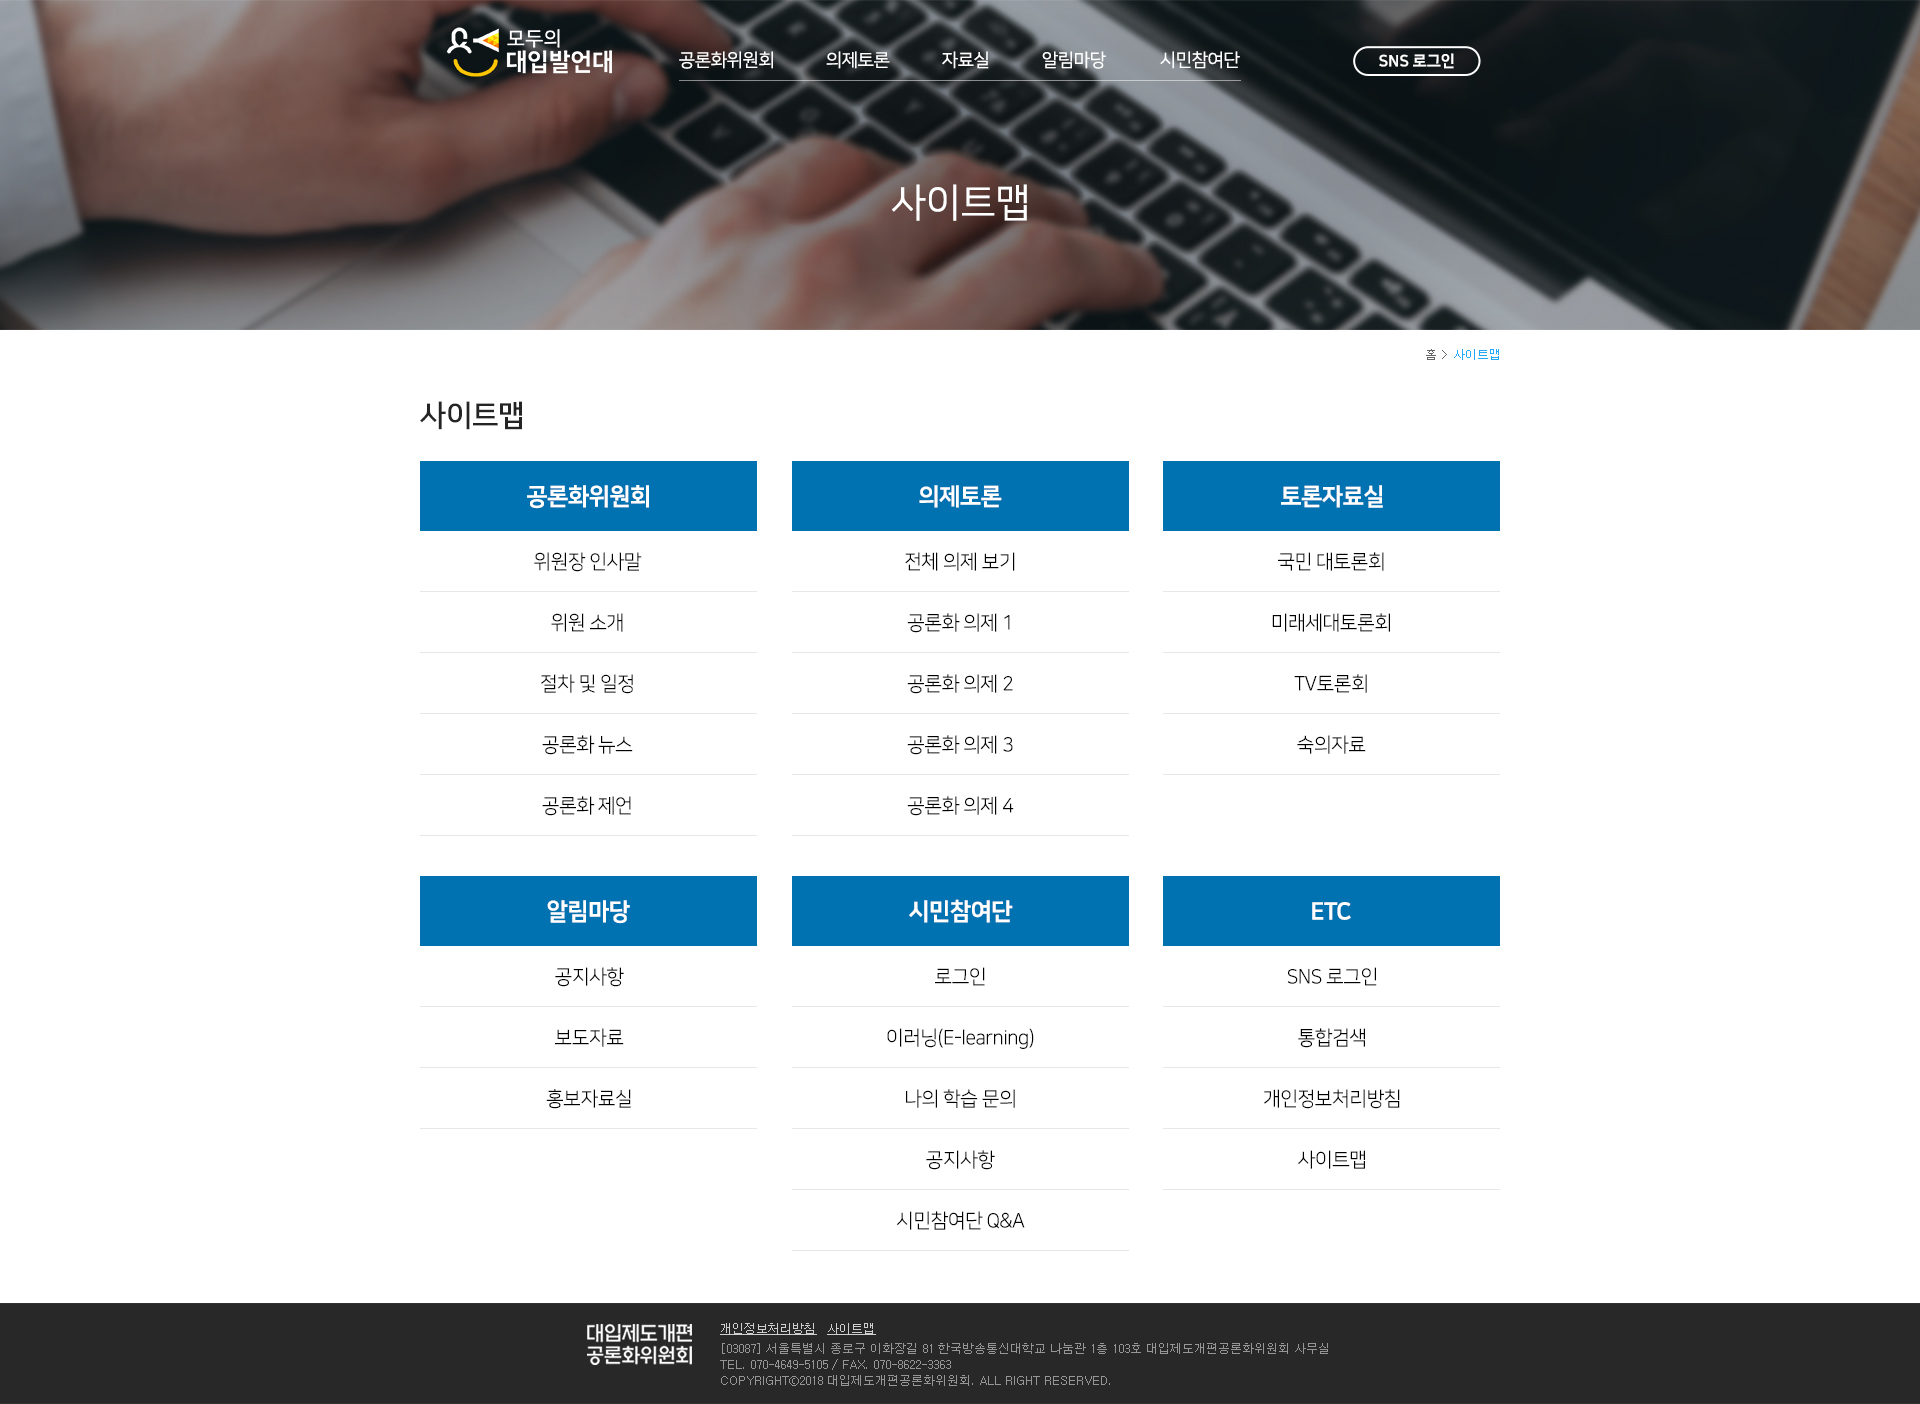 모두의
대입발언대
공론화위원회 의제토론 자료실 알림마당 시민참여단
SNS 로그인
사이트맵
홈 > 사이트맵
사이트맵
공론화위원회
위원장 인사말
위원 소개
절차 및 일정
공론화 뉴스
공론화 제언
의제토론
전체 의제 보기
공론화 의제 1
공론화 의제 2
공론화 의제 3
공론화 의제 4
토론자료실
국민 대토론회
미래세대토론회
TV토론회
숙의자료
알림마당
공지사항
보도자료
홍보자료실
시민참여단
로그인
이러닝(E-learning)
나의 학습 문의
공지사항
시민참여단 Q&A
ETC
SNS 로그인
통합검색
개인정보처리방침
사이트맵
대입제도개편
공론화위원회
개인정보처리방침 사이트맵
[03087] 서울특별시 종로구 이화장길 81 한국방송통신대학교 나눔관 1층 103호 대입제도개편공론화위원회 사무실
TEL. 070-4649-5105 / FAX. 070-8622-3363
COPYRIGHT©2018 대입제도개편공론화위원회. ALL RIGHT RESERVED.